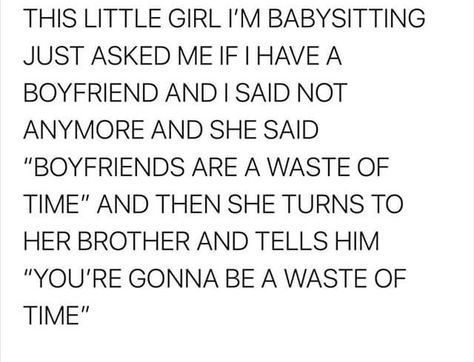 THIS LITTLE GIRL I’M BABYSITTING
JUST ASKED ME IF I HAVE A
BOYFRIEND AND I SAID NOT
ANYMORE AND SHE SAID
“BOYFRIENDS ARE A WASTE OF
TIME” AND THEN SHE TURNS TO
HER BROTHER AND TELLS HIM
“YOU’RE GONNA BE A WASTE OF
TIME”